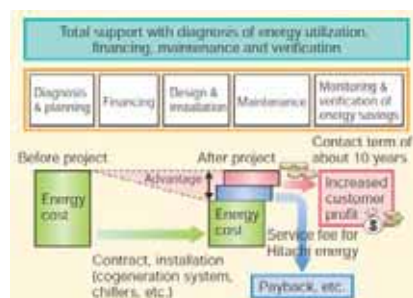 Total support with diagnosis of energy utilization,
financing, maintenance and verification
Diagnosis
& planning
Financing
Design &
installation
Maintenance
Monitoring &
verification of
energy savings
Contact term of
about 10 years
Before project
After project
Advantage
Energy
cost
Energy
cost
Increased
customer
profit
$
Service fee for
Hitachi energy
Contract, installation
(cogeneration system,
chillers, etc.)
Payback, etc.